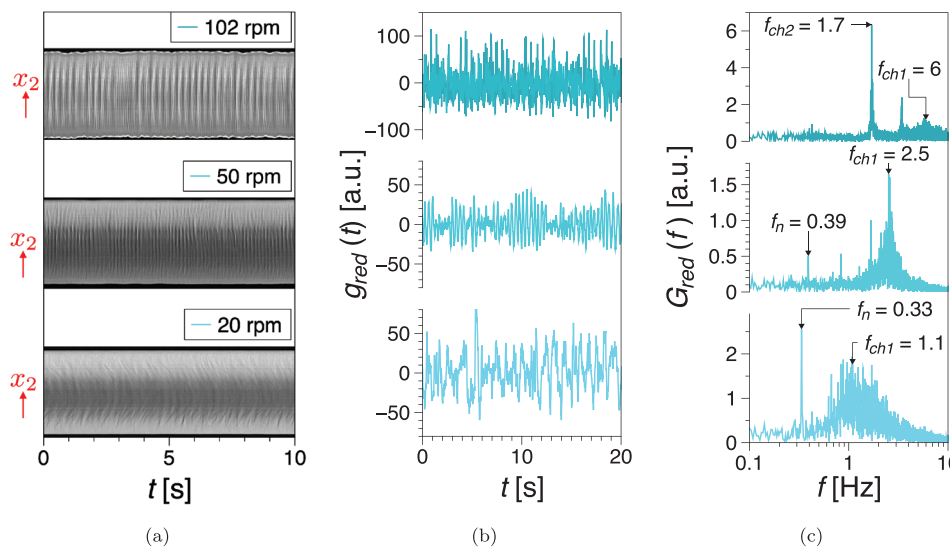 102 rpm
x2
50 rpm
x2
20 rpm
x2
0 5 10
t [s]
(a)
100
0
−100
50
0
−50
50
0
−50
gred (t) [a.u.]
0 10 20
t [s]
(b)
fch2 = 1.7
fch1 = 6
6
4
2
0
fch1 = 2.5
fn = 0.39
1.5
1.0
0.5
0
fn = 0.33
fch1 = 1.1
2
1
0
Gred (f) [a.u.]
0.1 1 10
f [Hz]
(c)